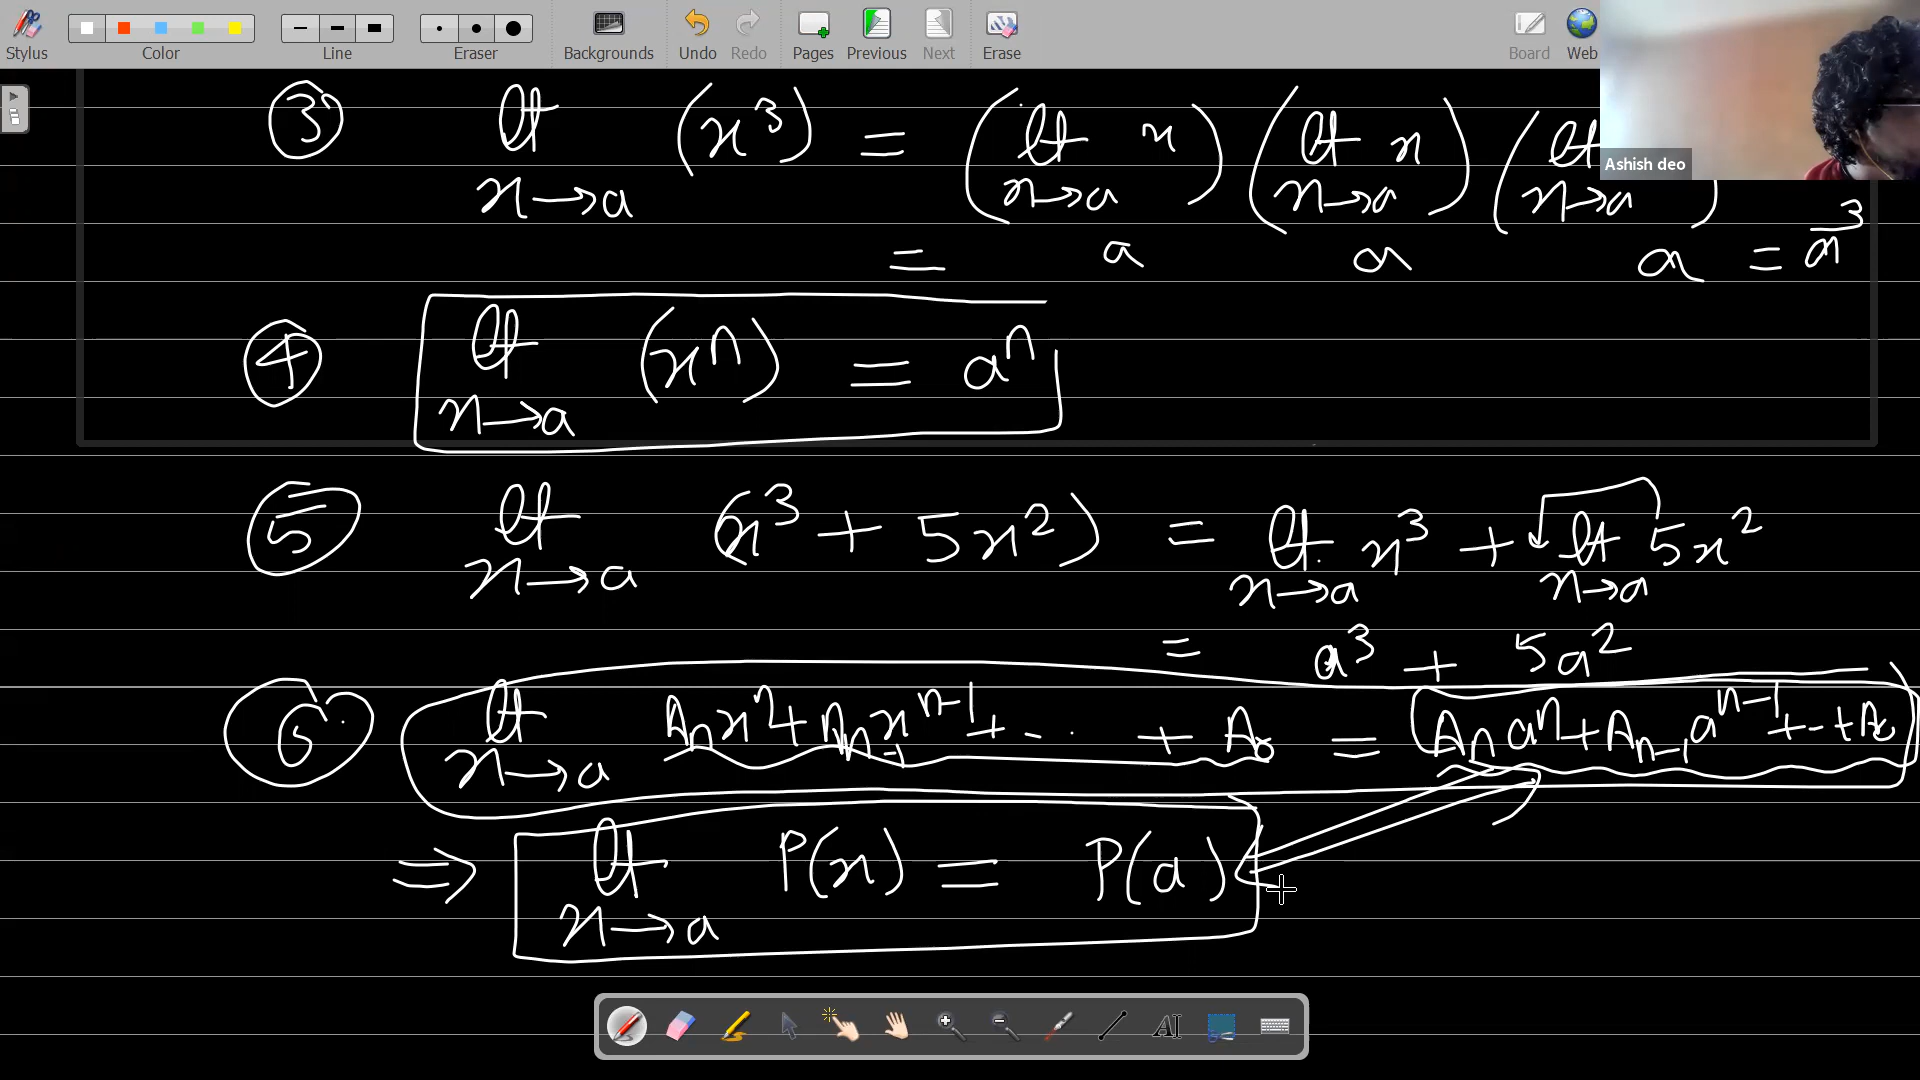 Stylus Color Line Eraser Backgrounds Undo Redo Pages Previous Next Erase Board Web
Ashish deo
③ lt x→a (x³) = (lt x→a x) (lt x→a x) (lt x→a )
= a a a = a³
④ lt x→a (xⁿ) = aⁿ
⑤ lt x→a (x³ + 5x²) = lt x→a x³ + lt x→a 5x²
= a³ + 5a²
⑥ lt x→a Aₙxⁿ + Aₙ₋₁xⁿ⁻¹ + - . . + A₀ = Aₙaⁿ + Aₙ₋₁aⁿ⁻¹ + - - + A₀
⇒ lt x→a P(x) = P(a)